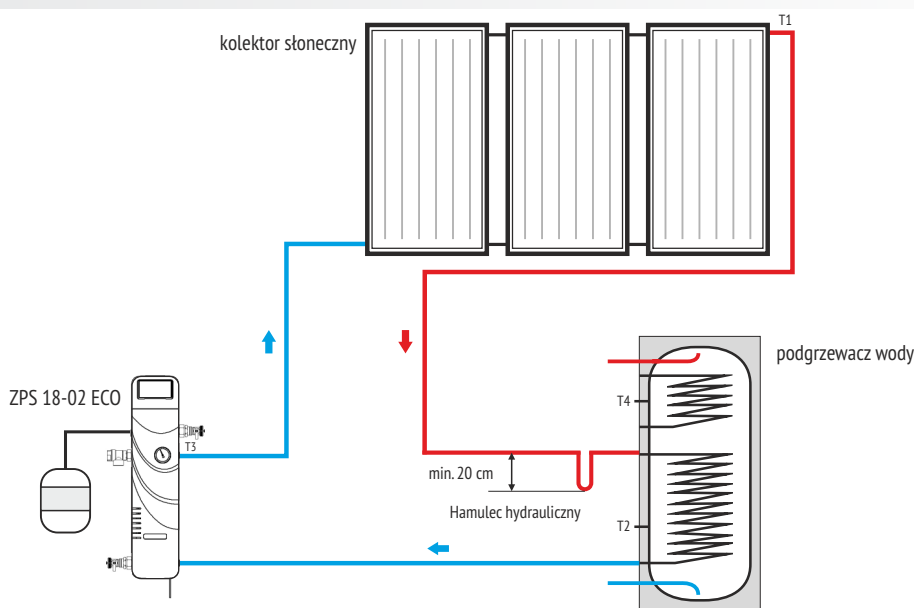 T1
kolektor słoneczny
podgrzewacz wody
ZPS 18-02 ECO
T4
T3
min. 20 cm
Hamulec hydrauliczny
T2